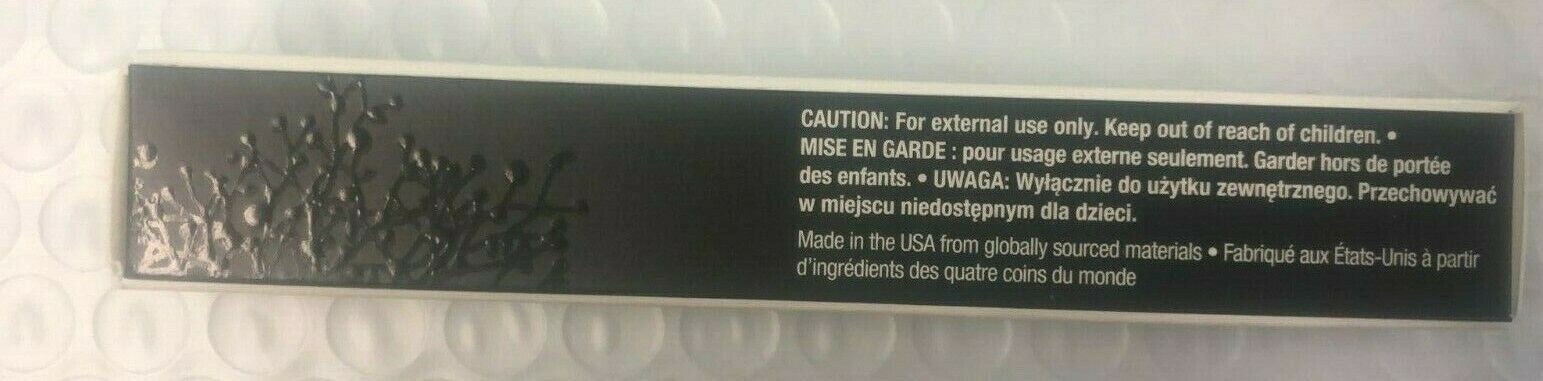 CAUTION: For external use only. Keep out of reach of children. •
MISE EN GARDE : pour usage externe seulement. Garder hors de portée
des enfants. • UWAGA: Wyłącznie do użytku zewnętrznego. Przechowywać
w miejscu niedostępnym dla dzieci.
Made in the USA from globally sourced materials • Fabriqué aux États-Unis à partir
d'ingrédients des quatre coins du monde